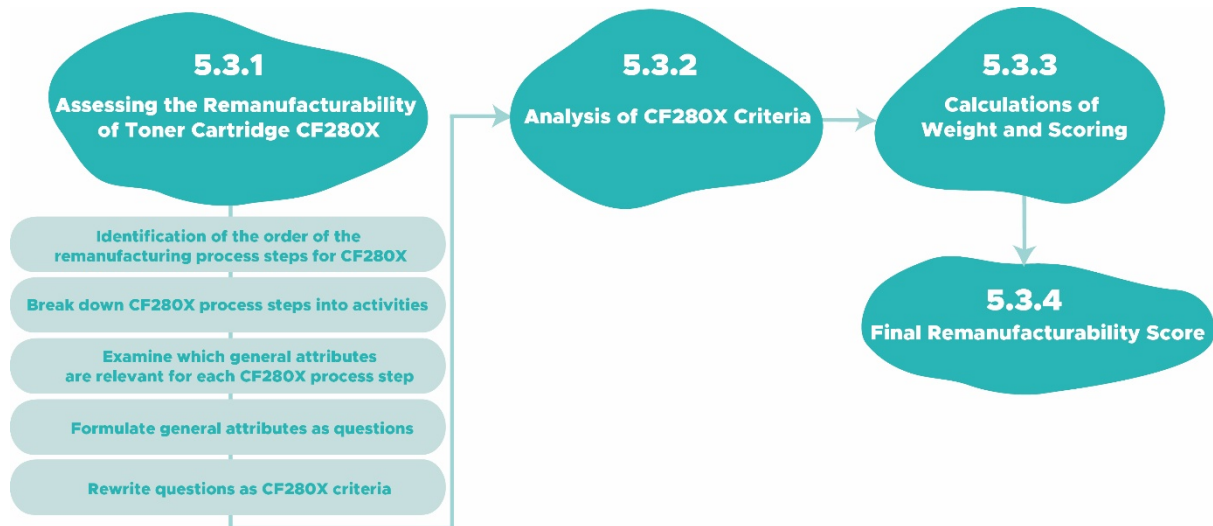 5.3.1
Assessing the Remanufacturability
of Toner Cartridge CF280X
Identification of the order of the
remanufacturing process steps for CF280X
Break down CF280X process steps into activities
Examine which general attributes
are relevant for each CF280X process step
Formulate general attributes as questions
Rewrite questions as CF280X criteria
5.3.2
Analysis of CF280X Criteria
5.3.3
Calculations of
Weight and Scoring
5.3.4
Final Remanufacturability Score